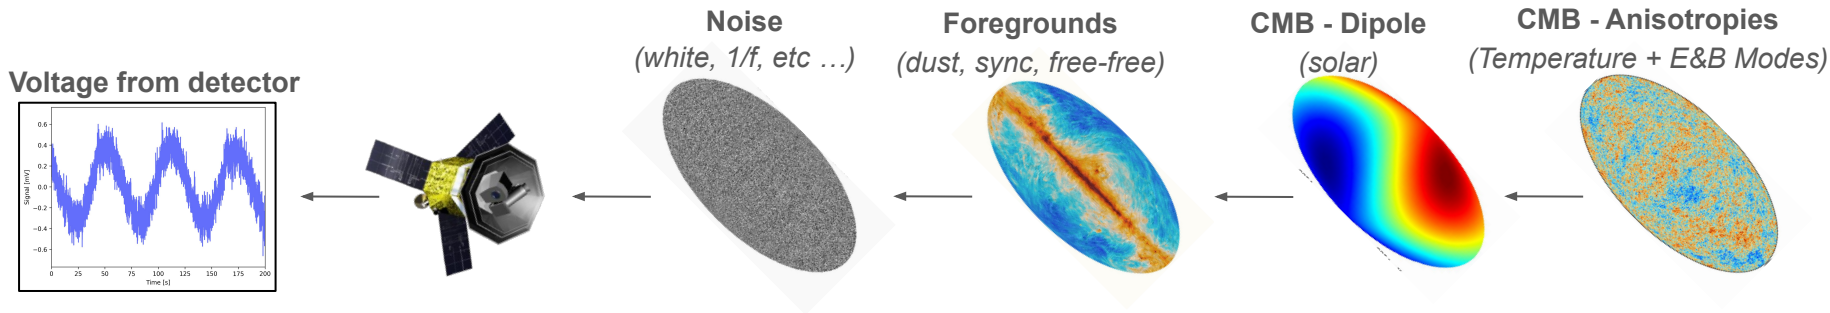 Voltage from detector
Signal [mV]
0.6
0.4
0.2
0.0
−0.2
−0.4
−0.6
0 25 50 75 100 125 150 175 200
Time [s]
Noise
(white, 1/f, etc …)
Foregrounds
(dust, sync, free-free)
CMB - Dipole
(solar)
CMB - Anisotropies
(Temperature + E&B Modes)